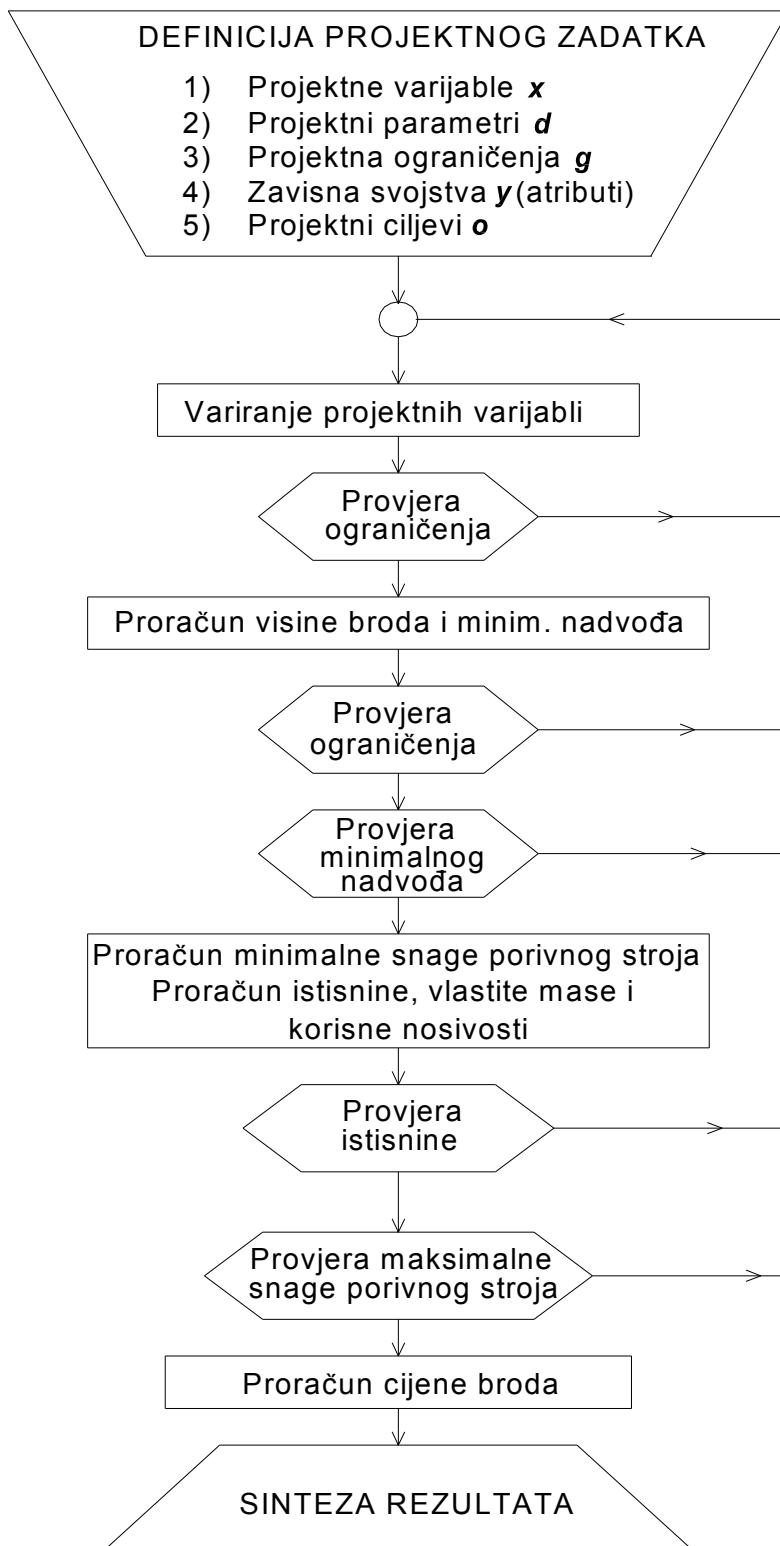 DEFINICIJA PROJEKTNOG ZADATKA
1) Projektne varijable x
2) Projektni parametri d
3) Projektna ograničenja g
4) Zavisna svojstva y (atributi)
5) Projektni ciljevi o
Variranje projektnih varijabli
Provjera
ograničenja
Proračun visine broda i minim. nadvođa
Provjera
ograničenja
Provjera
minimalnog
nadvođa
Proračun minimalne snage porivnog stroja
Proračun istisnine, vlastite mase i
korisne nosivosti
Provjera
istisnine
Provjera maksimalne
snage porivnog stroja
Proračun cijene broda
SINTEZA REZULTATA